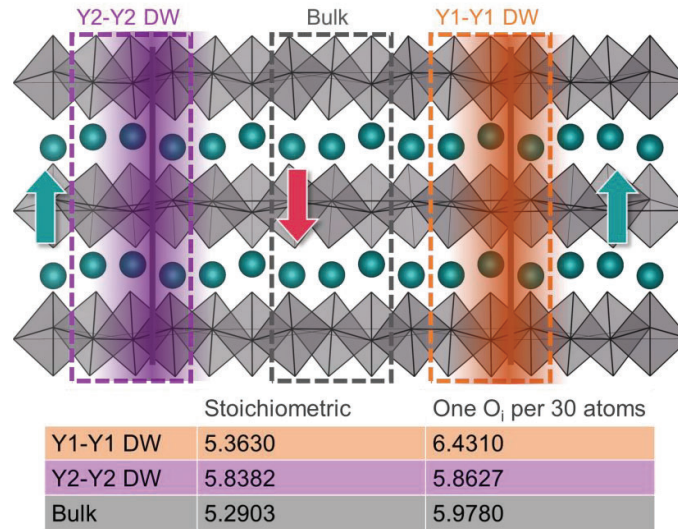 Y2-Y2 DW Bulk Y1-Y1 DW
Stoichiometric One Oi per 30 atoms
Y1-Y1 DW 5.3630 6.4310
Y2-Y2 DW 5.8382 5.8627
Bulk 5.2903 5.9780